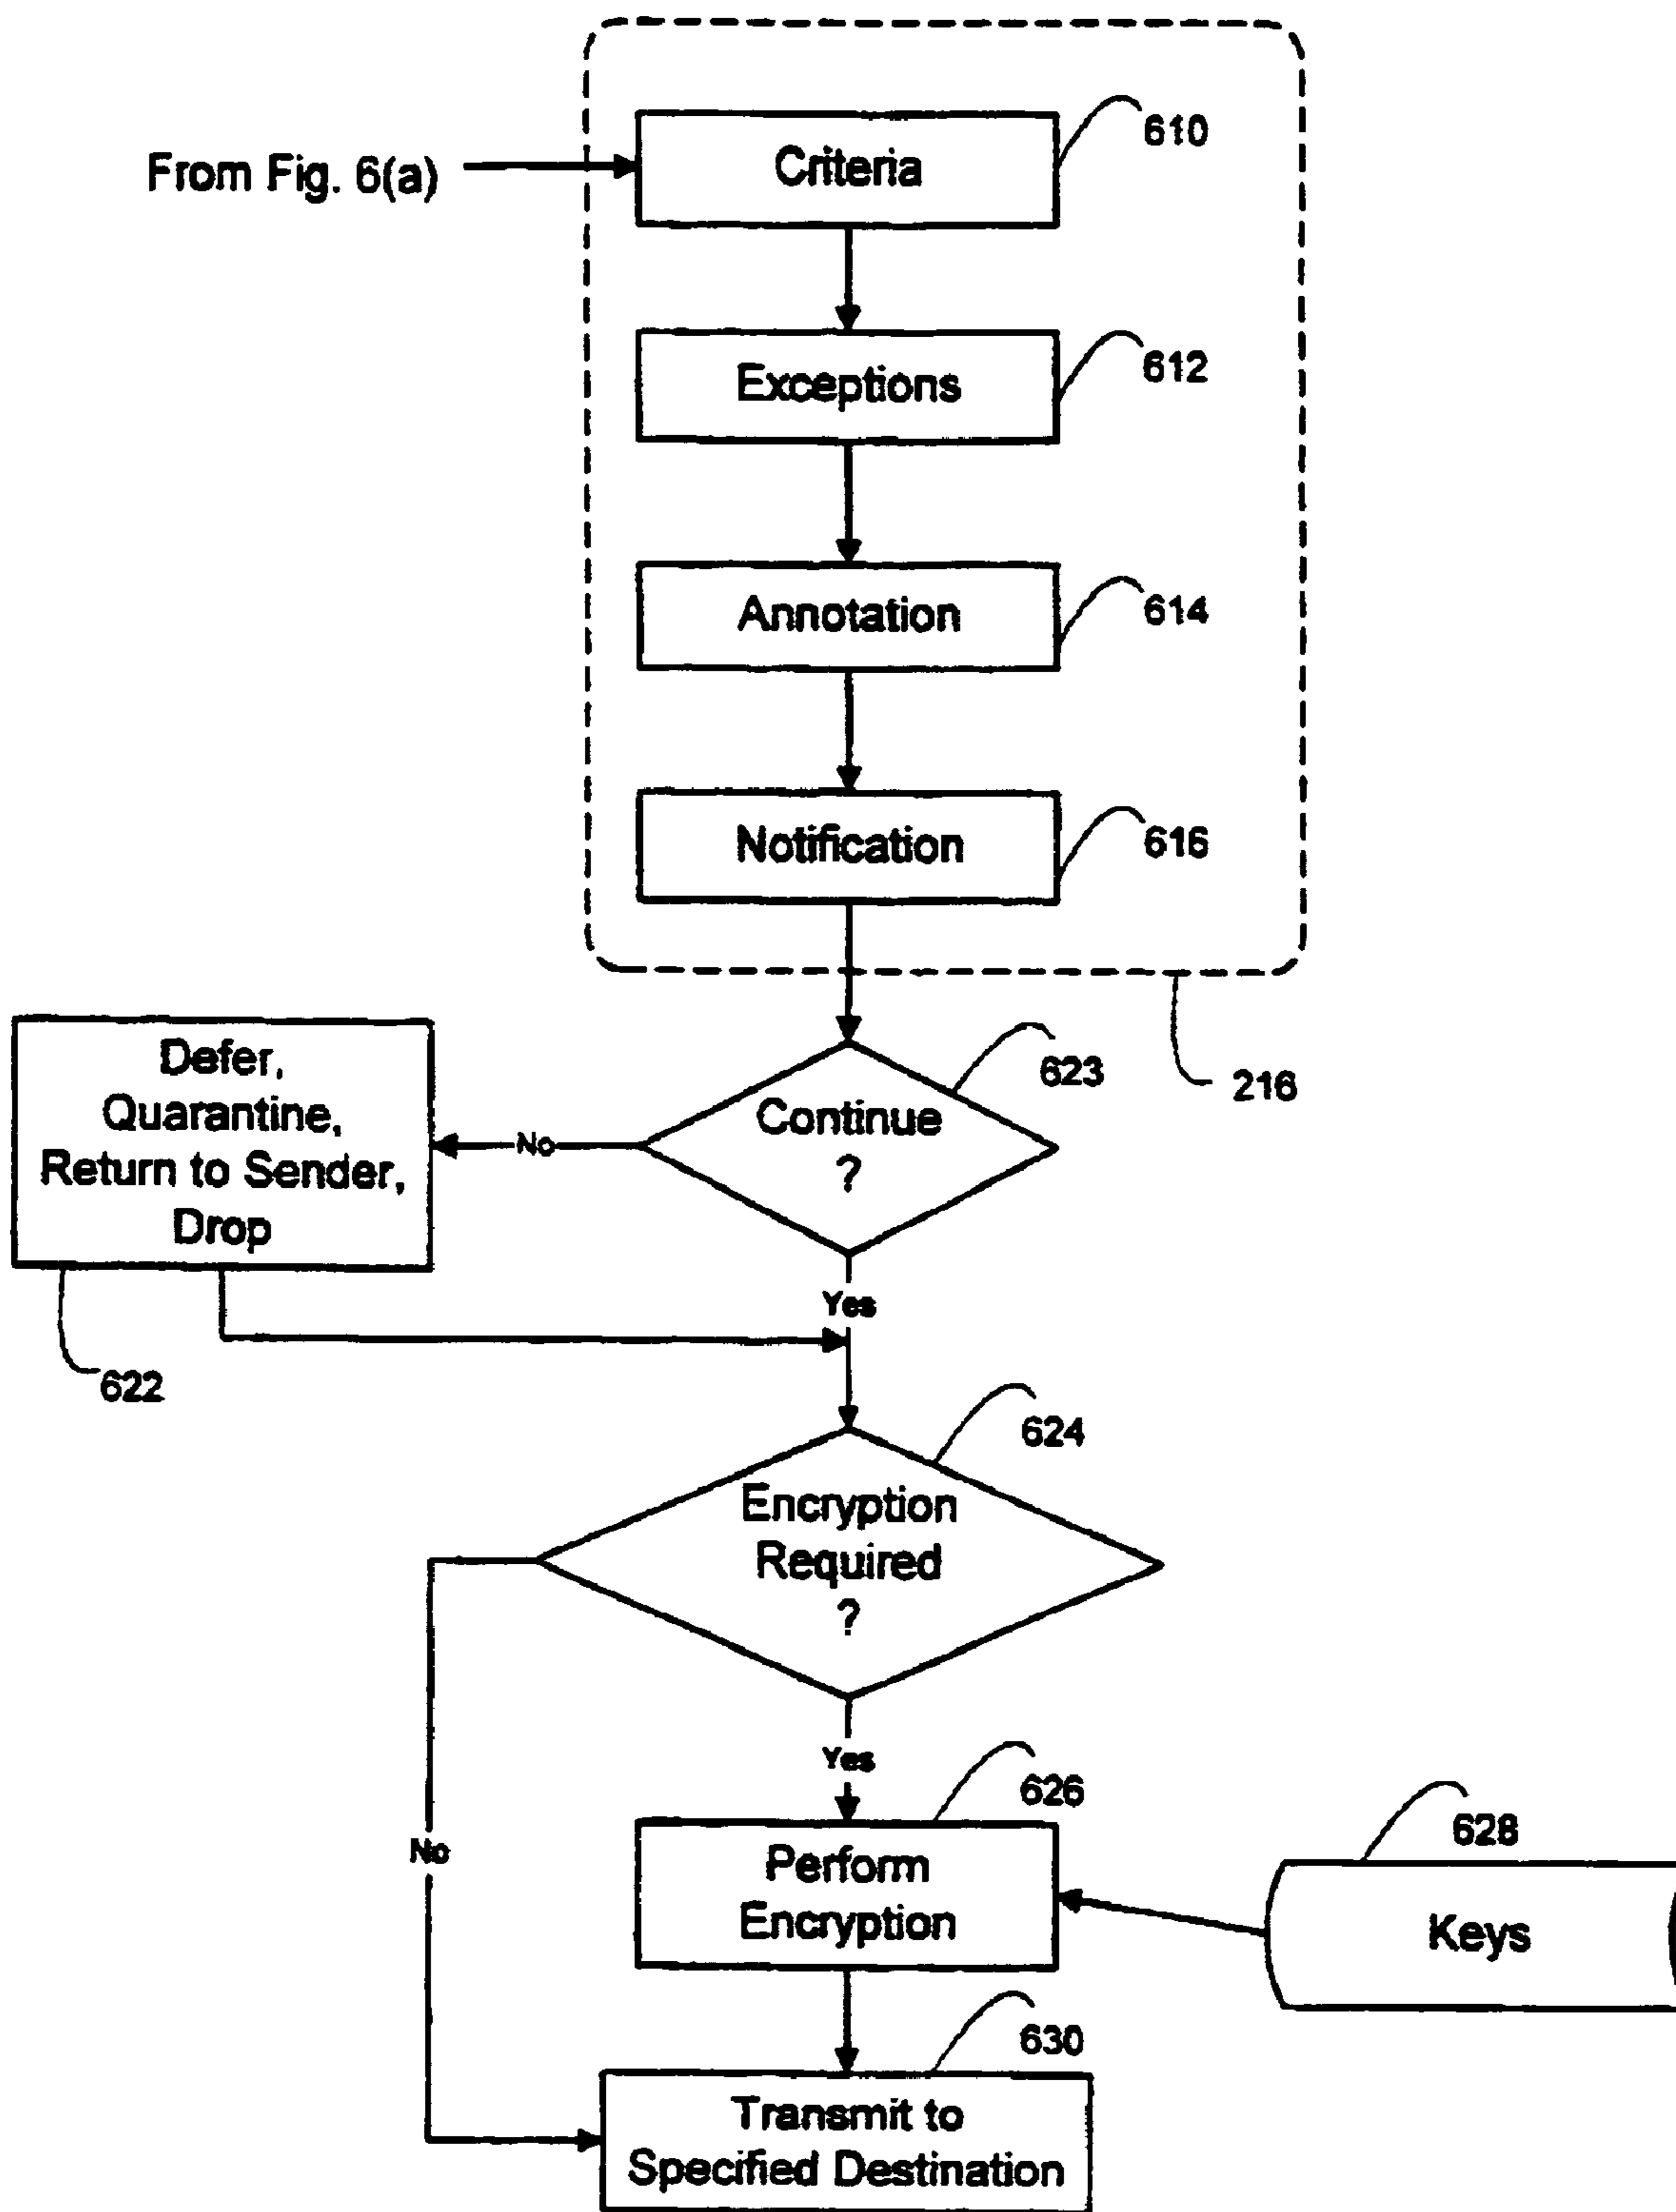 610
From Fig. 6(a)
Criteria
612
Exceptions
614
Annotation
616
Notification
216
623
Continue
?
No
Defer,
Quarantine,
Return to Sender,
Drop
622
Yes
624
Encryption
Required
?
Yes
No
626
Perform
Encryption
628
Keys
630
Transmit to
Specified Destination